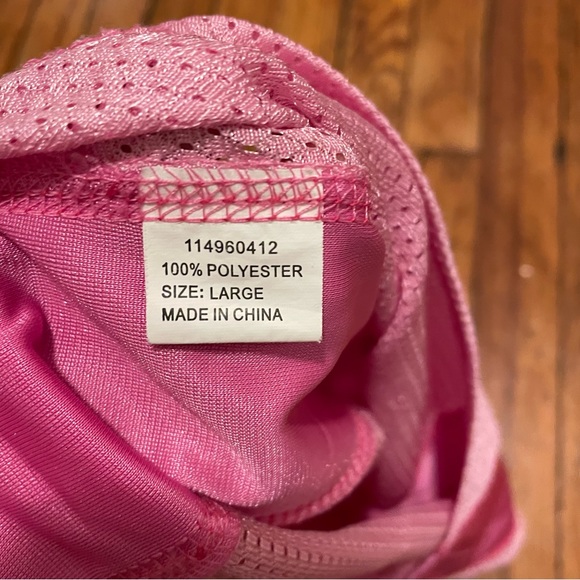 114960412
100% POLYESTER
SIZE: LARGE
MADE IN CHINA